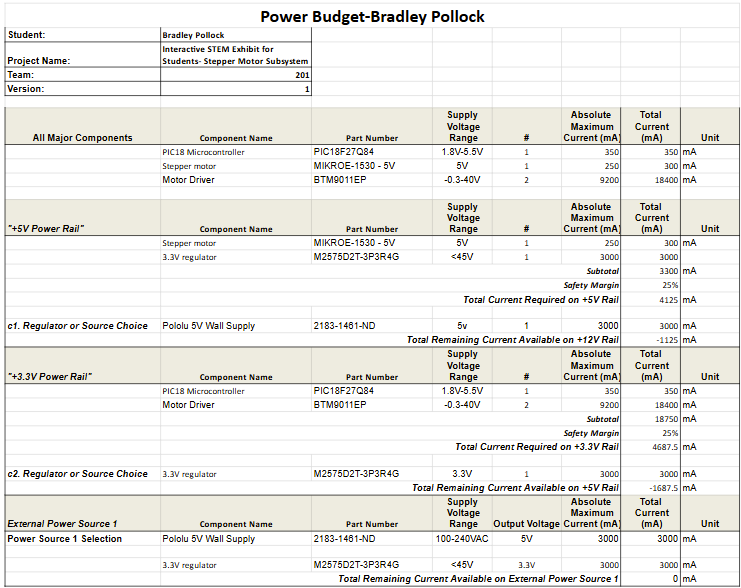 Power Budget-Bradley Pollock
Student: Bradley Pollock
Project Name: Interactive STEM Exhibit for
Students- Stepper Motor Subsystem
Team: 201
Version: 1
All Major Components Component Name Part Number Supply Voltage Range # Absolute Maximum Current (mA) Total Current (mA) Unit
PIC18 Microcontroller PIC18F27Q84 1.8V-5.5V 1 350 350 mA
Stepper motor MIKROE-1530 - 5V 5V 1 250 300 mA
Motor Driver BTM9011EP -0.3-40V 2 9200 18400 mA
"+5V Power Rail" Component Name Part Number Supply Voltage Range # Absolute Maximum Current (mA) Total Current (mA) Unit
Stepper motor MIKROE-1530 - 5V 5V 1 250 300 mA
3.3V regulator M2575D2T-3P3R4G <45V 1 3000 3000
Subtotal 3300 mA
Safety Margin 25%
Total Current Required on +5V Rail 4125 mA
c1. Regulator or Source Choice Pololu 5V Wall Supply 2183-1461-ND 5v 1 3000 3000 mA
Total Remaining Current Available on +12V Rail -1125 mA
"+3.3V Power Rail" Component Name Part Number Supply Voltage Range # Absolute Maximum Current (mA) Total Current (mA) Unit
PIC18 Microcontroller PIC18F27Q84 1.8V-5.5V 1 350 350 mA
Motor Driver BTM9011EP -0.3-40V 2 9200 18400 mA
Subtotal 18750 mA
Safety Margin 25%
Total Current Required on +3.3V Rail 4687.5 mA
c2. Regulator or Source Choice 3.3V regulator M2575D2T-3P3R4G 3.3V 1 3000 3000 mA
Total Remaining Current Available on +5V Rail -1687.5 mA
External Power Source 1 Component Name Part Number Supply Voltage Range Output Voltage Absolute Maximum Current (mA) Total Current (mA) Unit
Power Source 1 Selection Pololu 5V Wall Supply 2183-1461-ND 100-240VAC 5V 3000 3000 mA
3.3V regulator M2575D2T-3P3R4G <45V 3.3V 3000 3000 mA
Total Remaining Current Available on External Power Source 1 0 mA